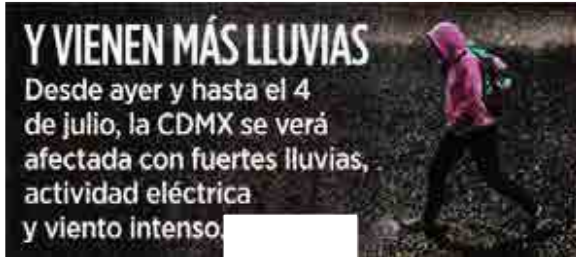 Y VIENEN MÁS LLUVIAS
Desde ayer y hasta el 4
de julio, la CDMX se verá
afectada con fuertes lluvias,
actividad eléctrica
y viento intenso.